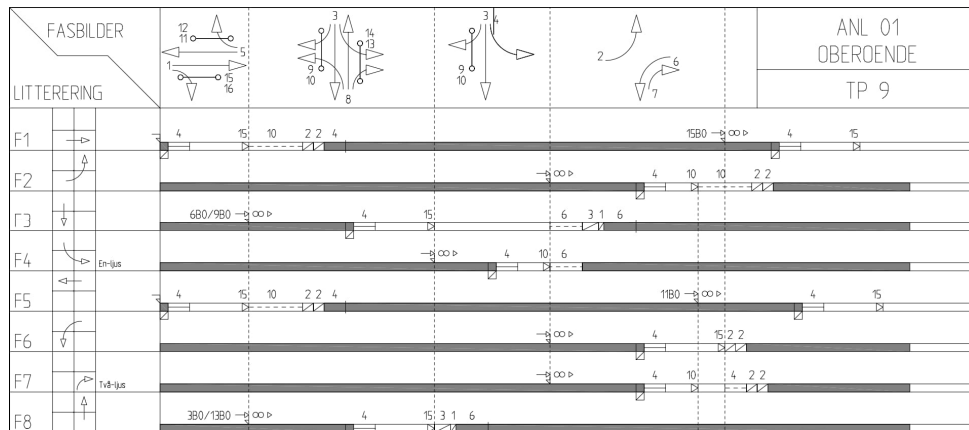 FASBILDER
LITTERERING
12
11
5
1
15
16
3
14
13
9
10
8
3
4
9
10
2
6
7
ANL 01
OBEROENDE
TP 9
F1 4 15 10 2 2 4 15B0 4 15
F2 4 10 10 2 2
F3 6B0/9B0 4 15 6 3 1 6
F4 En-ljus 4 10 6
F5 4 15 10 2 2 4 11B0 4 15
F6 4 15 2 2
F7 Två-ljus 4 10 4 2 2
F8 3B0/13B0 4 15 3 1 6